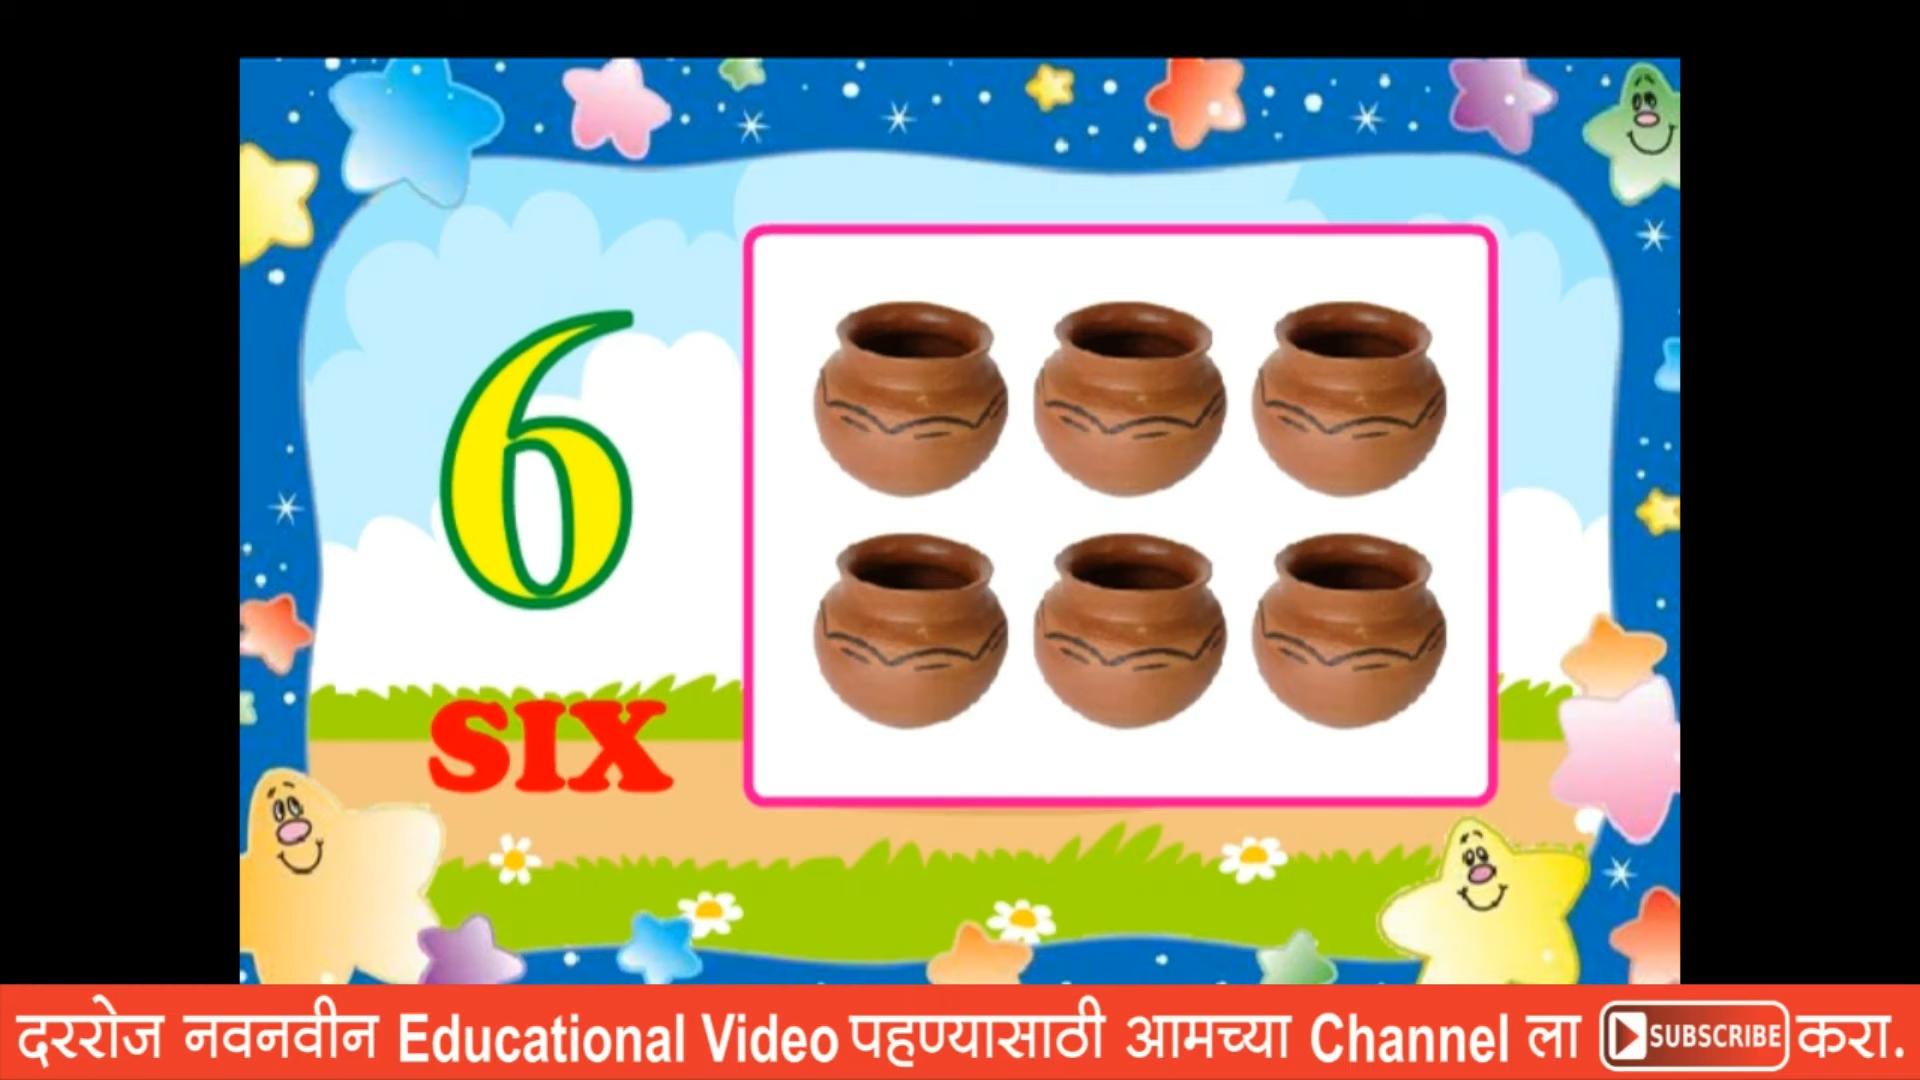 6
SIX
दररोज नवनवीन Educational Video पहण्यासाठी आमच्या Channel ला SUBSCRIBE करा.